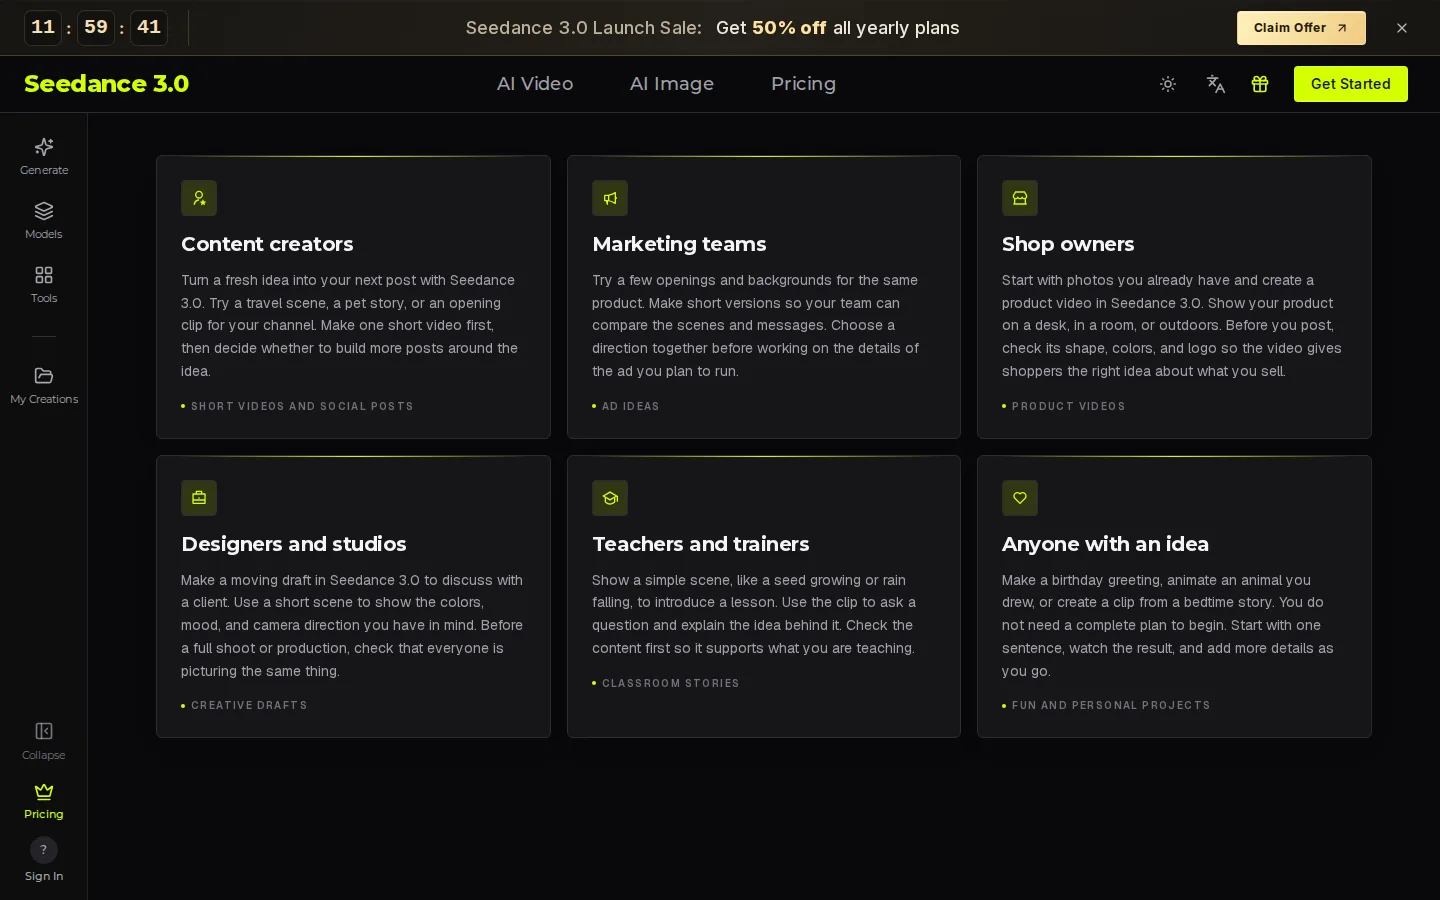 11 : 59 : 41
Seedance 3.0 Launch Sale: Get 50% off all yearly plans
Claim Offer
Seedance 3.0
AI Video
AI Image
Pricing
Get Started
Generate
Models
Tools
My Creations
Collapse
Pricing
?
Sign In
Content creators
Turn a fresh idea into your next post with Seedance
3.0. Try a travel scene, a pet story, or an opening
clip for your channel. Make one short video first,
then decide whether to build more posts around the
idea.
SHORT VIDEOS AND SOCIAL POSTS
Marketing teams
Try a few openings and backgrounds for the same
product. Make short versions so your team can
compare the scenes and messages. Choose a
direction together before working on the details of
the ad you plan to run.
AD IDEAS
Shop owners
Start with photos you already have and create a
product video in Seedance 3.0. Show your product
on a desk, in a room, or outdoors. Before you post,
check its shape, colors, and logo so the video gives
shoppers the right idea about what you sell.
PRODUCT VIDEOS
Designers and studios
Make a moving draft in Seedance 3.0 to discuss with
a client. Use a short scene to show the colors,
mood, and camera direction you have in mind. Before
a full shoot or production, check that everyone is
picturing the same thing.
CREATIVE DRAFTS
Teachers and trainers
Show a simple scene, like a seed growing or rain
falling, to introduce a lesson. Use the clip to ask a
question and explain the idea behind it. Check the
content first so it supports what you are teaching.
CLASSROOM STORIES
Anyone with an idea
Make a birthday greeting, animate an animal you
drew, or create a clip from a bedtime story. You do
not need a complete plan to begin. Start with one
sentence, watch the result, and add more details as
you go.
FUN AND PERSONAL PROJECTS